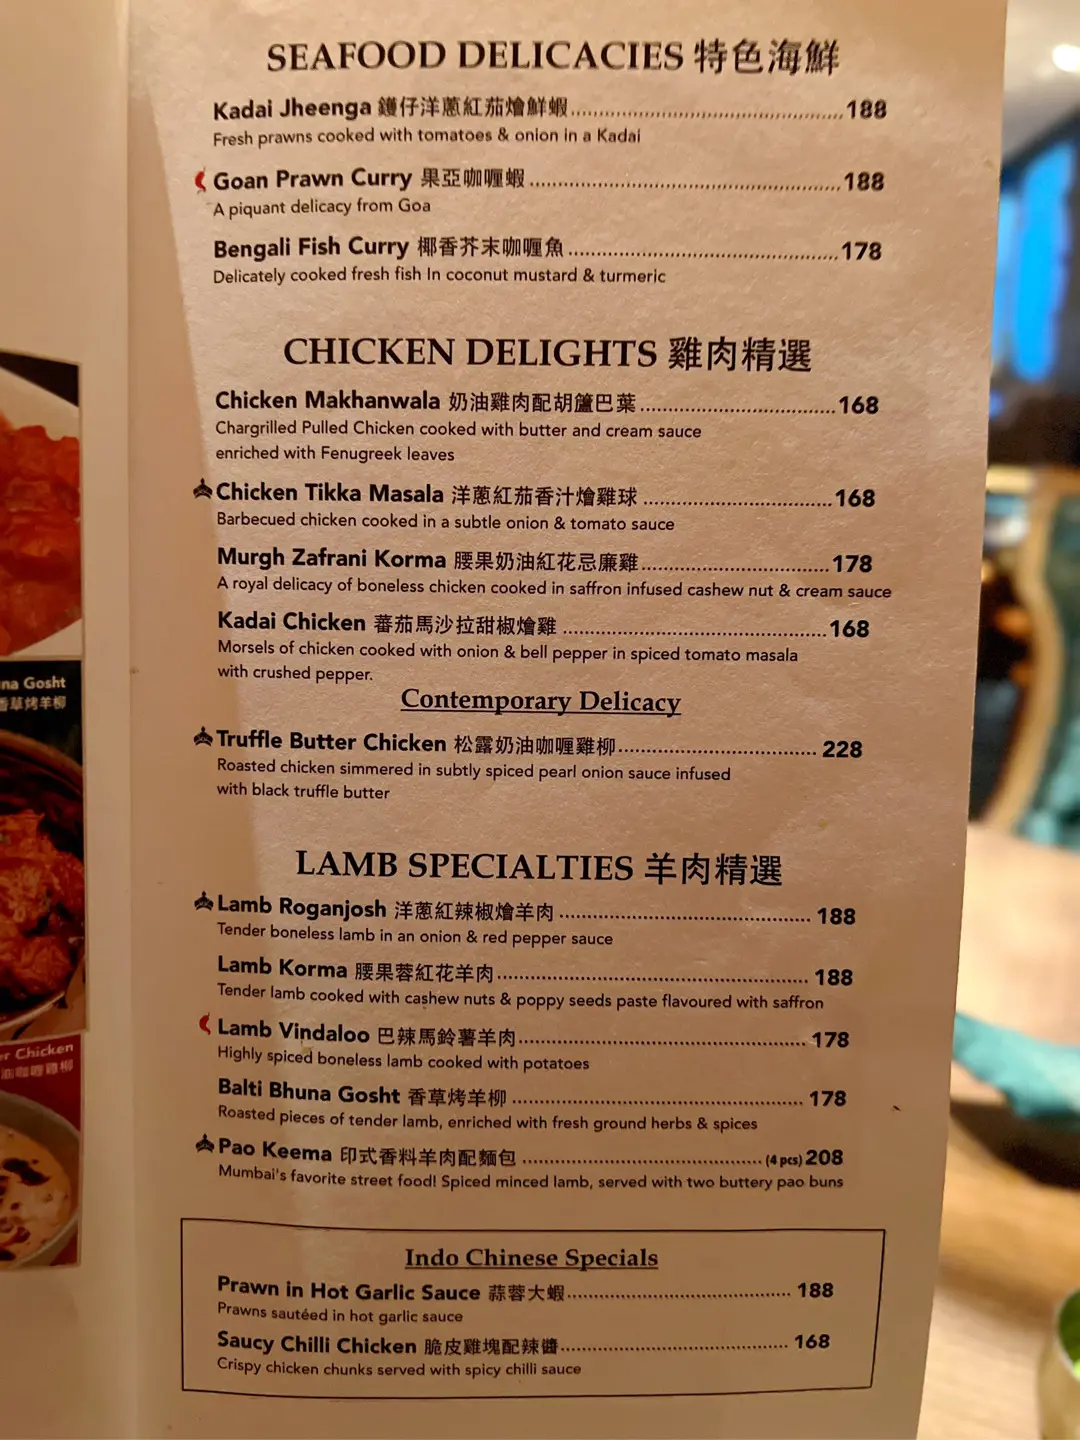 SEAFOOD DELICACIES 特色海鮮
Kadai Jheenga 鑊仔洋蔥紅茄燴鮮蝦 188
Fresh prawns cooked with tomatoes & onion in a Kadai
Goan Prawn Curry 果亞咖喱蝦 188
A piquant delicacy from Goa
Bengali Fish Curry 椰香芥末咖喱魚 178
Delicately cooked fresh fish In coconut mustard & turmeric
CHICKEN DELIGHTS 雞肉精選
Chicken Makhanwala 奶油雞肉配胡籚巴葉 168
Chargrilled Pulled Chicken cooked with butter and cream sauce
enriched with Fenugreek leaves
Chicken Tikka Masala 洋蔥紅茄香汁燴雞球 168
Barbecued chicken cooked in a subtle onion & tomato sauce
Murgh Zafrani Korma 腰果奶油紅花忌廉雞 178
A royal delicacy of boneless chicken cooked in saffron infused cashew nut & cream sauce
Kadai Chicken 蕃茄馬沙拉甜椒燴雞 168
Morsels of chicken cooked with onion & bell pepper in spiced tomato masala
with crushed pepper.
Contemporary Delicacy
Truffle Butter Chicken 松露奶油咖喱雞柳 228
Roasted chicken simmered in subtly spiced pearl onion sauce infused
with black truffle butter
LAMB SPECIALTIES 羊肉精選
Lamb Roganjosh 洋蔥紅辣椒燴羊肉 188
Tender boneless lamb in an onion & red pepper sauce
Lamb Korma 腰果蓉紅花羊肉 188
Tender lamb cooked with cashew nuts & poppy seeds paste flavoured with saffron
Lamb Vindaloo 巴辣馬鈴薯羊肉 178
Highly spiced boneless lamb cooked with potatoes
Balti Bhuna Gosht 香草烤羊柳 178
Roasted pieces of tender lamb, enriched with fresh ground herbs & spices
Pao Keema 印式香料羊肉配麵包 (4 pcs) 208
Mumbai's favorite street food! Spiced minced lamb, served with two buttery pao buns
Indo Chinese Specials
Prawn in Hot Garlic Sauce 蒜蓉大蝦 188
Prawns sautéed in hot garlic sauce
Saucy Chilli Chicken 脆皮雞塊配辣醬 168
Crispy chicken chunks served with spicy chilli sauce
na Gosht
香草烤羊柳
er Chicken
油咖喱雞柳